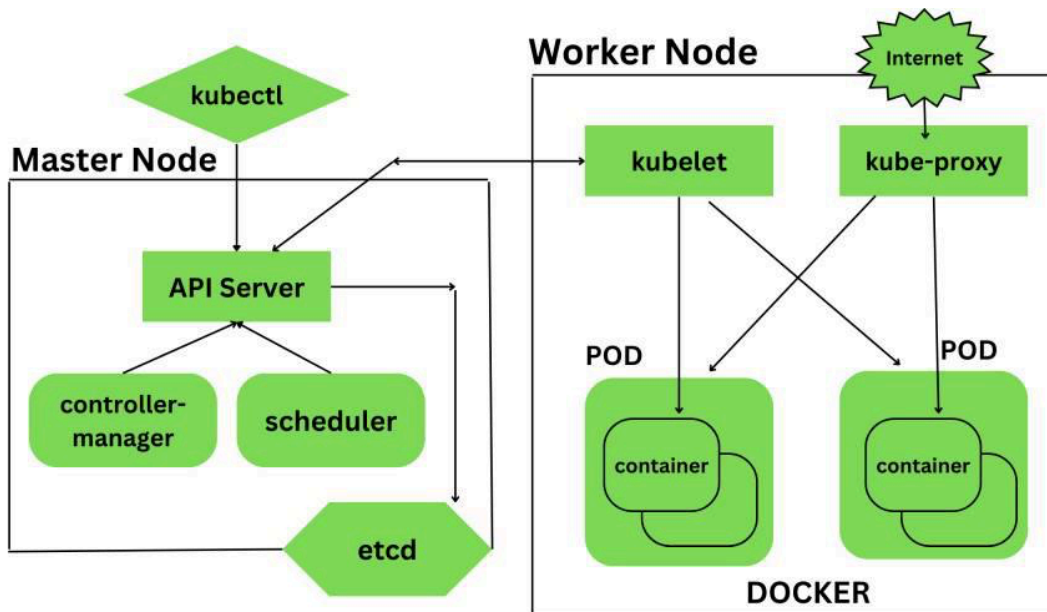 kubectl
Master Node
API Server
controller-
manager
scheduler
etcd
Worker Node
Internet
kubelet
kube-proxy
POD
POD
container
container
DOCKER